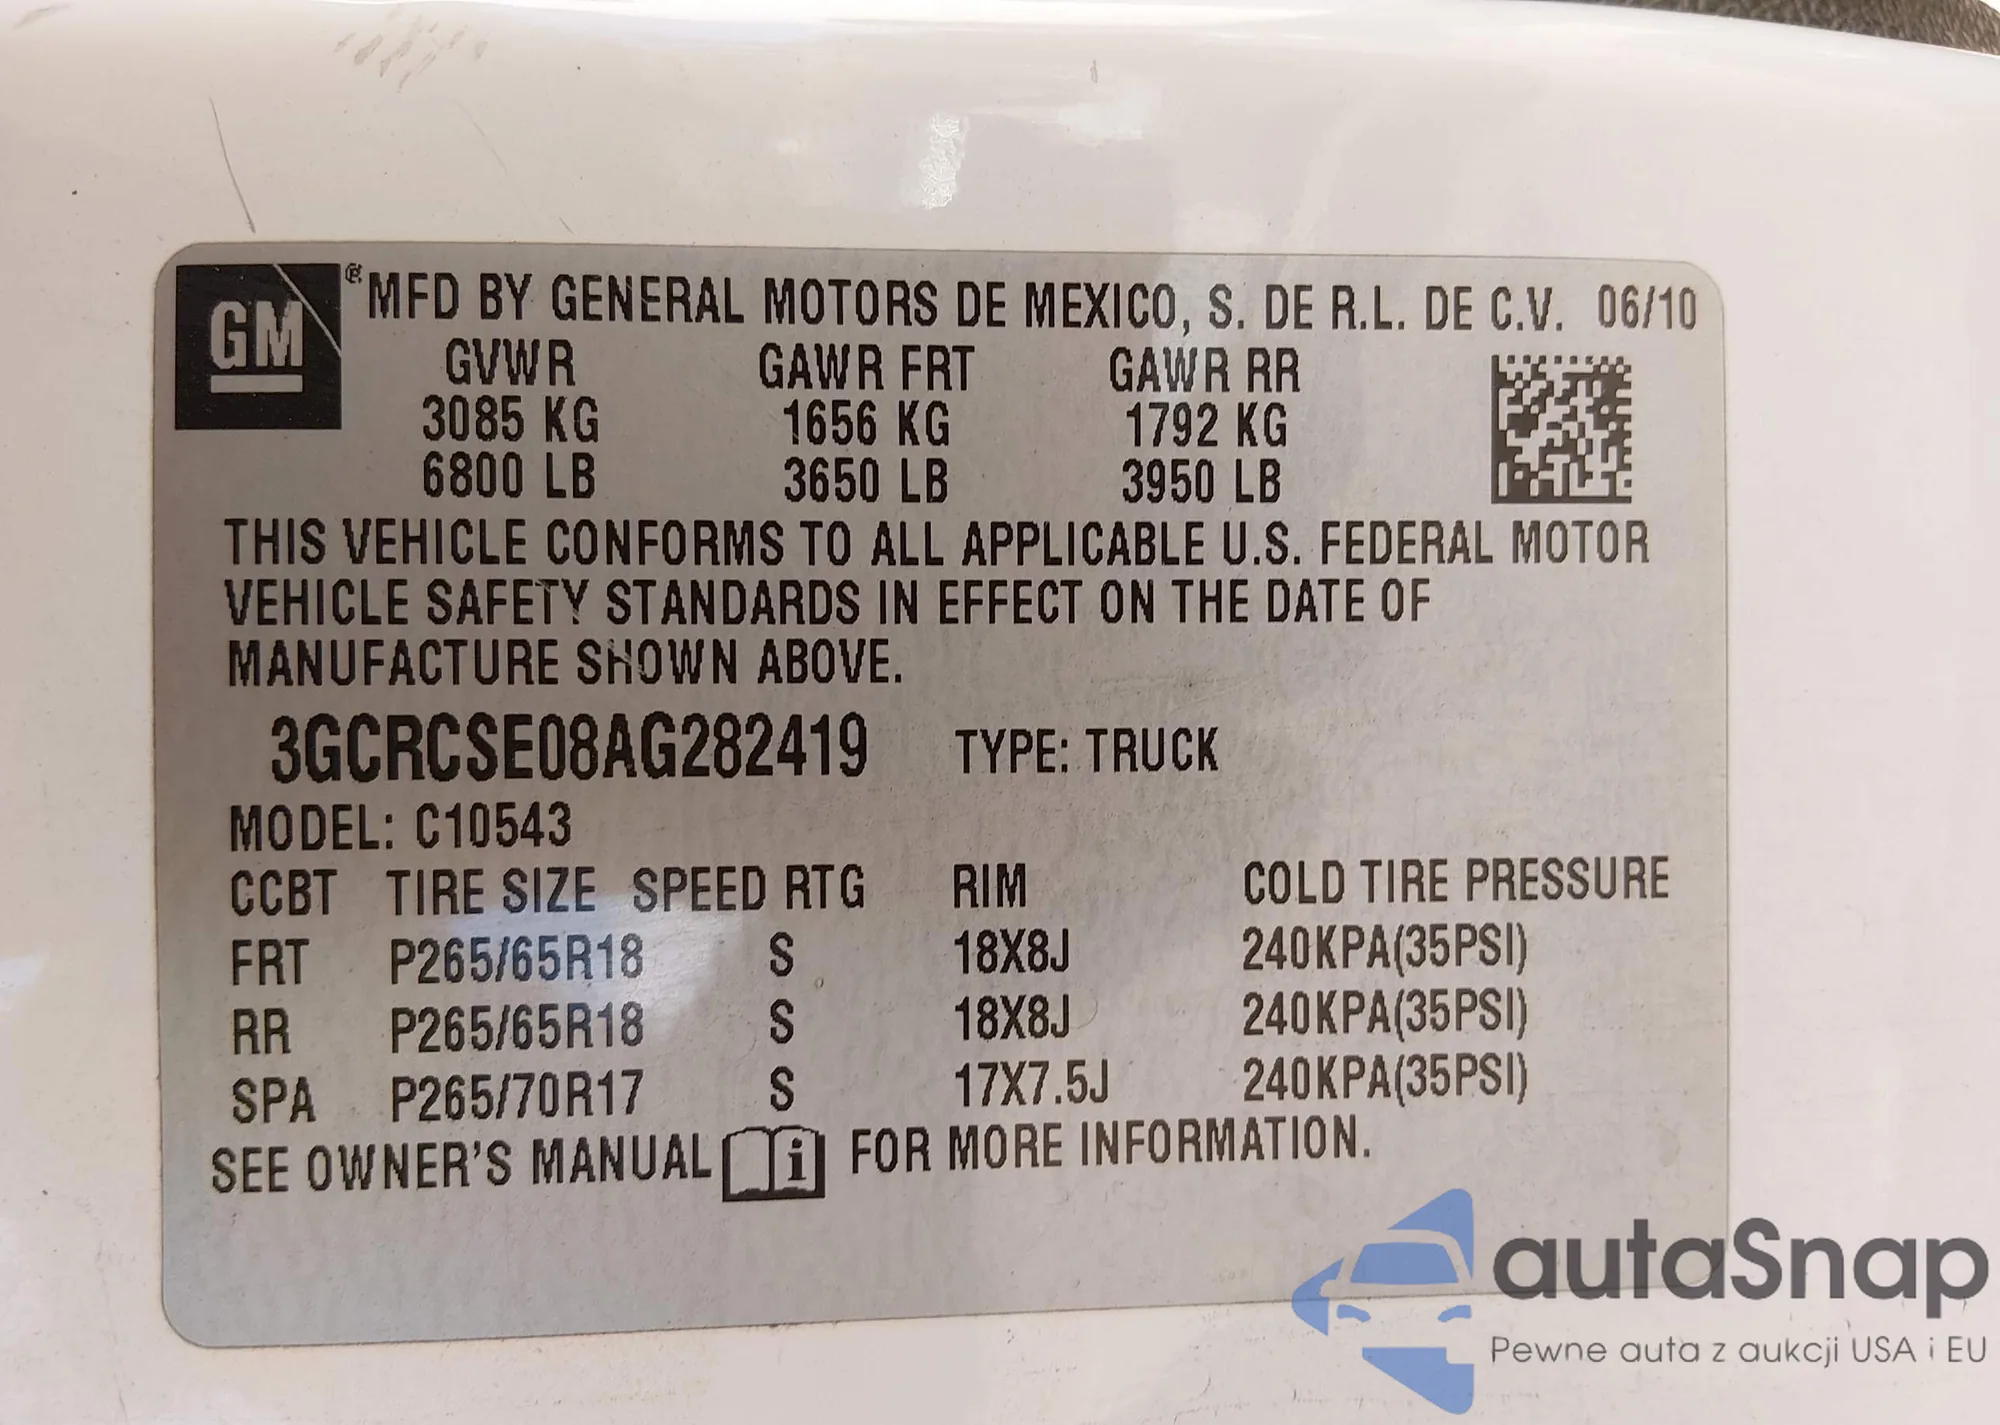 GM ® MFD BY GENERAL MOTORS DE MEXICO, S. DE R.L. DE C.V. 06/10
GVWR GAWR FRT GAWR RR
3085 KG 1656 KG 1792 KG
6800 LB 3650 LB 3950 LB
THIS VEHICLE CONFORMS TO ALL APPLICABLE U.S. FEDERAL MOTOR
VEHICLE SAFETY STANDARDS IN EFFECT ON THE DATE OF
MANUFACTURE SHOWN ABOVE.
3GCRCSE08AG282419 TYPE: TRUCK
MODEL: C10543
CCBT TIRE SIZE SPEED RTG RIM COLD TIRE PRESSURE
FRT P265/65R18 S 18X8J 240KPA(35PSI)
RR P265/65R18 S 18X8J 240KPA(35PSI)
SPA P265/70R17 S 17X7.5J 240KPA(35PSI)
SEE OWNER'S MANUAL i FOR MORE INFORMATION.
autaSnap
Pewne auta z aukcji USA i EU